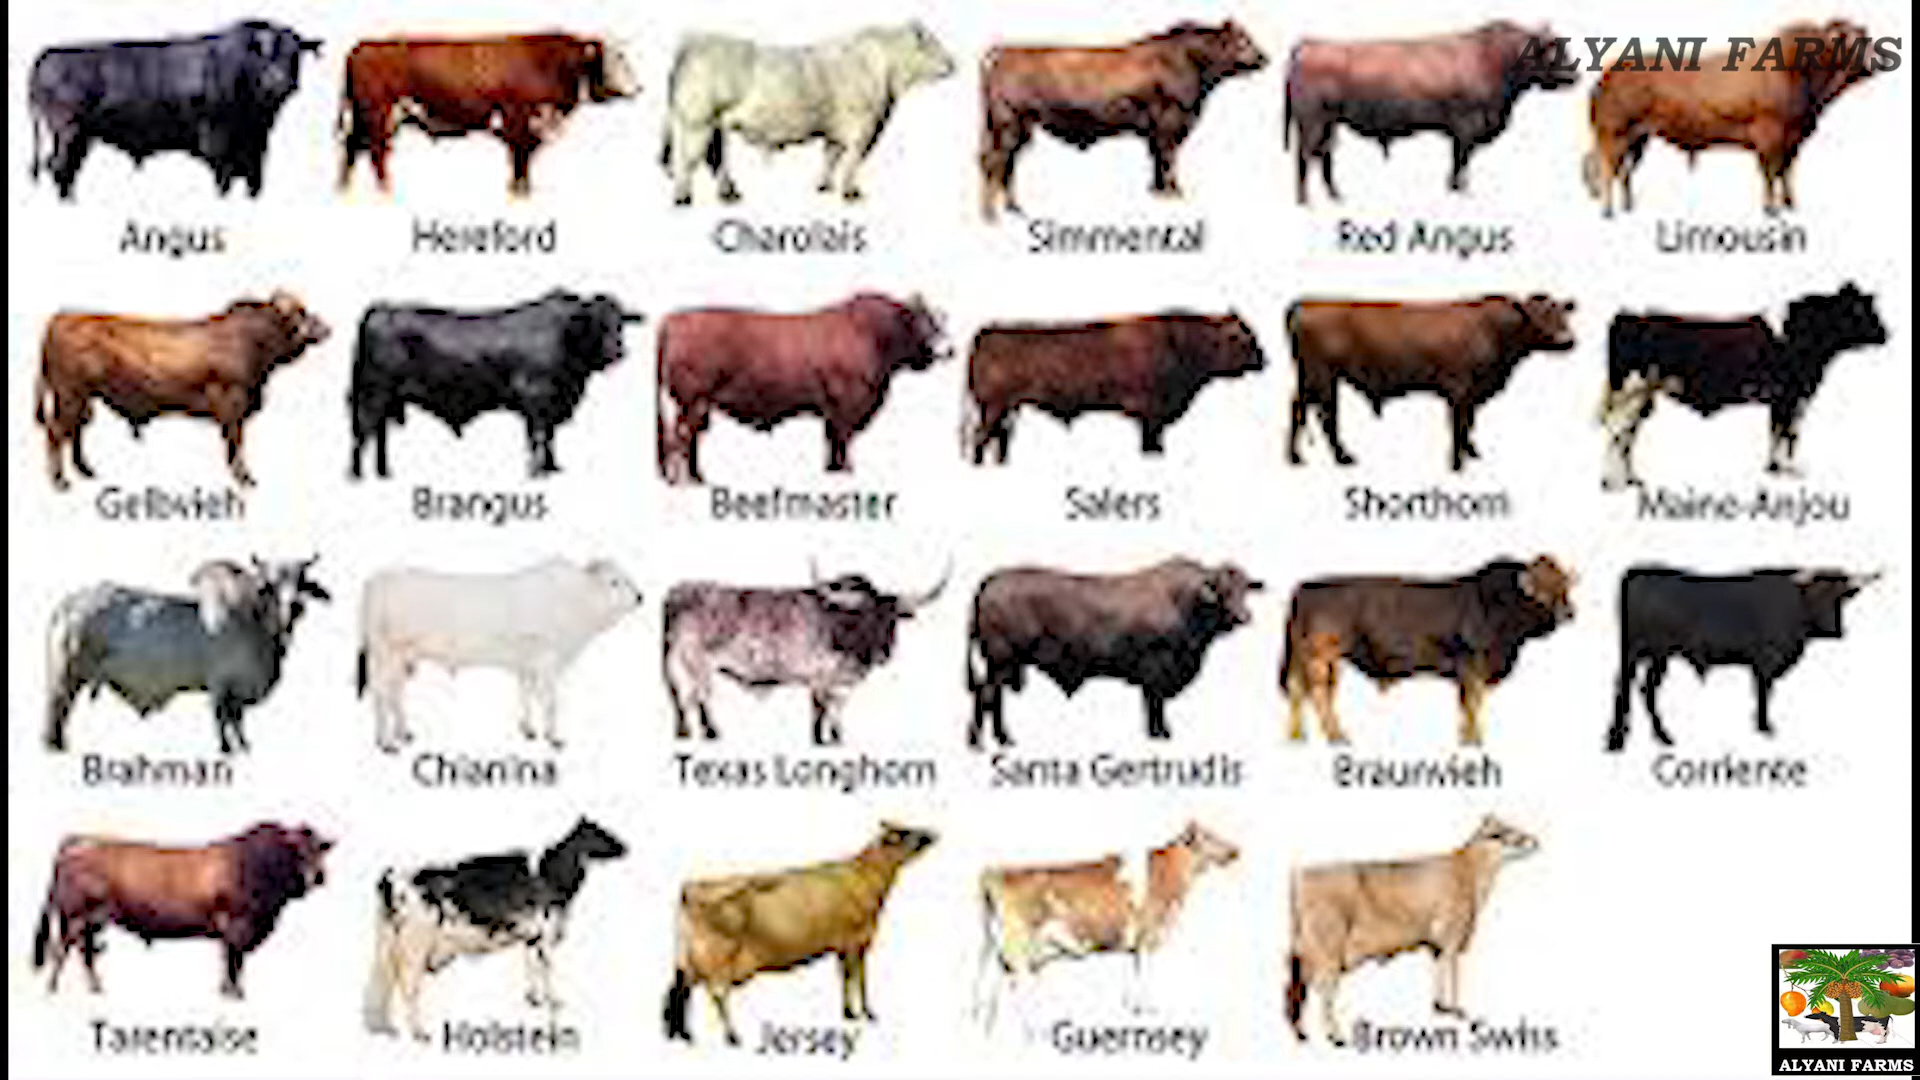 ALYANI FARMS
Angus
Hereford
Charolais
Simmental
Red Angus
Limousin
Gelbvieh
Brangus
Beefmaster
Salers
Shorthorn
Maine-Anjou
Brahman
Chianina
Texas Longhorn
Santa Gertrudis
Braunvieh
Corriente
Tarentaise
Holstein
Jersey
Guernsey
Brown Swiss
ALYANI FARMS